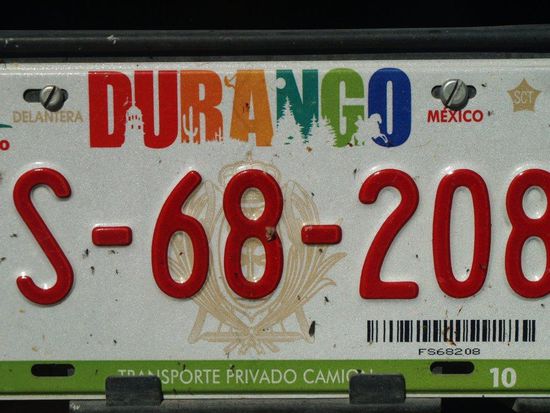 DURANGO
DELANTERA
MÉXICO
SCT
S-68-208
FS68208
TRANSPORTE PRIVADO CAMION
10